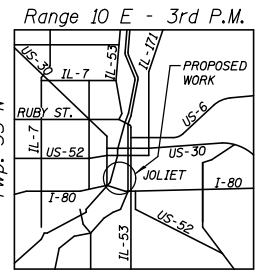 Range 10 E - 3rd P.M.
US-30
IL-53
IL-171
IL-7
PROPOSED
WORK
RUBY ST.
US-6
IL-7
US-52
US-30
JOLIET
I-80
I-80
IL-53
US-52